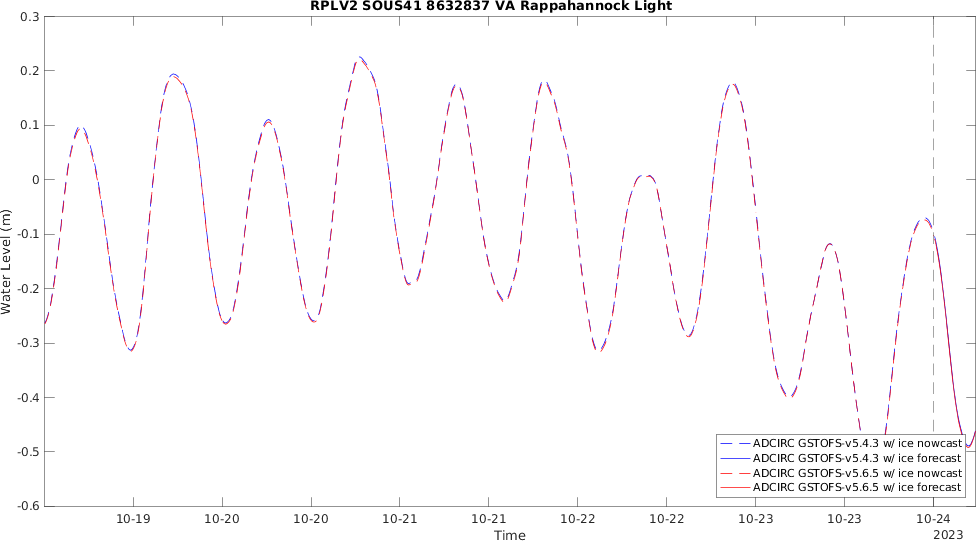 RPLV2 SOUS41 8632837 VA Rappahannock Light
0.3
0.2
0.1
0
-0.1
-0.2
-0.3
-0.4
-0.5
-0.6
Water Level (m)
ADCIRC GSTOFS-v5.4.3 w/ ice nowcast
ADCIRC GSTOFS-v5.4.3 w/ ice forecast
ADCIRC GSTOFS-v5.6.5 w/ ice nowcast
ADCIRC GSTOFS-v5.6.5 w/ ice forecast
10-19 10-20 10-20 10-21 10-21 10-22 10-22 10-23 10-23 10-24
Time 2023